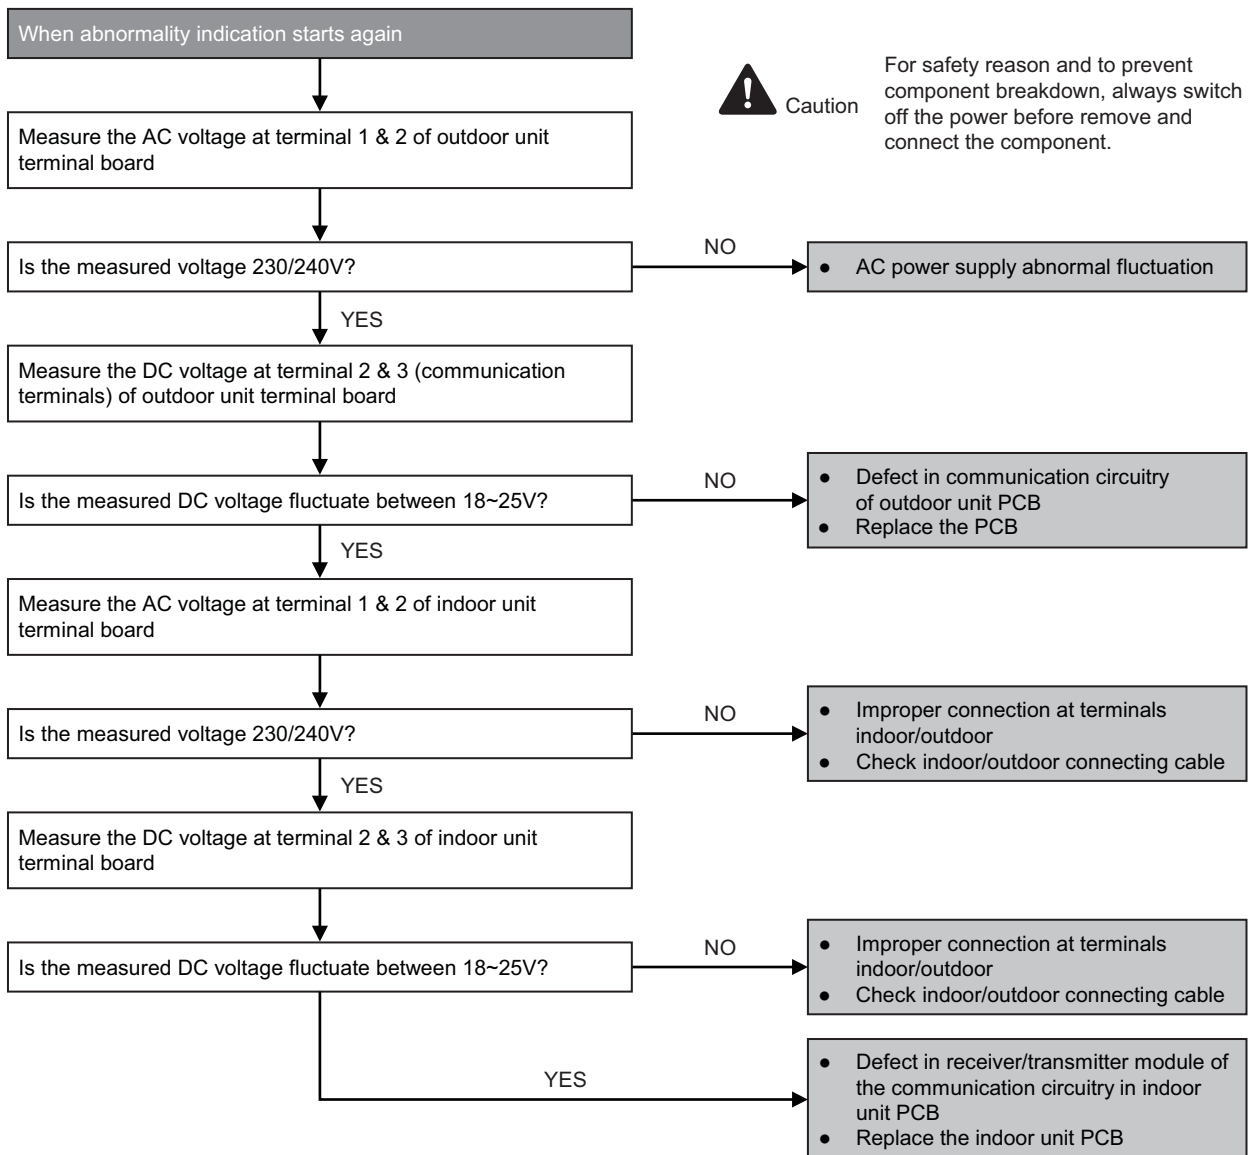 When abnormality indication starts again
Caution
For safety reason and to prevent
component breakdown, always switch
off the power before remove and
connect the component.
Measure the AC voltage at terminal 1 & 2 of outdoor unit
terminal board
Is the measured voltage 230/240V?
NO
● AC power supply abnormal fluctuation
YES
Measure the DC voltage at terminal 2 & 3 (communication
terminals) of outdoor unit terminal board
Is the measured DC voltage fluctuate between 18~25V?
NO
● Defect in communication circuitry
of outdoor unit PCB
● Replace the PCB
YES
Measure the AC voltage at terminal 1 & 2 of indoor unit
terminal board
Is the measured voltage 230/240V?
NO
● Improper connection at terminals
indoor/outdoor
● Check indoor/outdoor connecting cable
YES
Measure the DC voltage at terminal 2 & 3 of indoor unit
terminal board
Is the measured DC voltage fluctuate between 18~25V?
NO
● Improper connection at terminals
indoor/outdoor
● Check indoor/outdoor connecting cable
YES
● Defect in receiver/transmitter module of
the communication circuitry in indoor
unit PCB
● Replace the indoor unit PCB